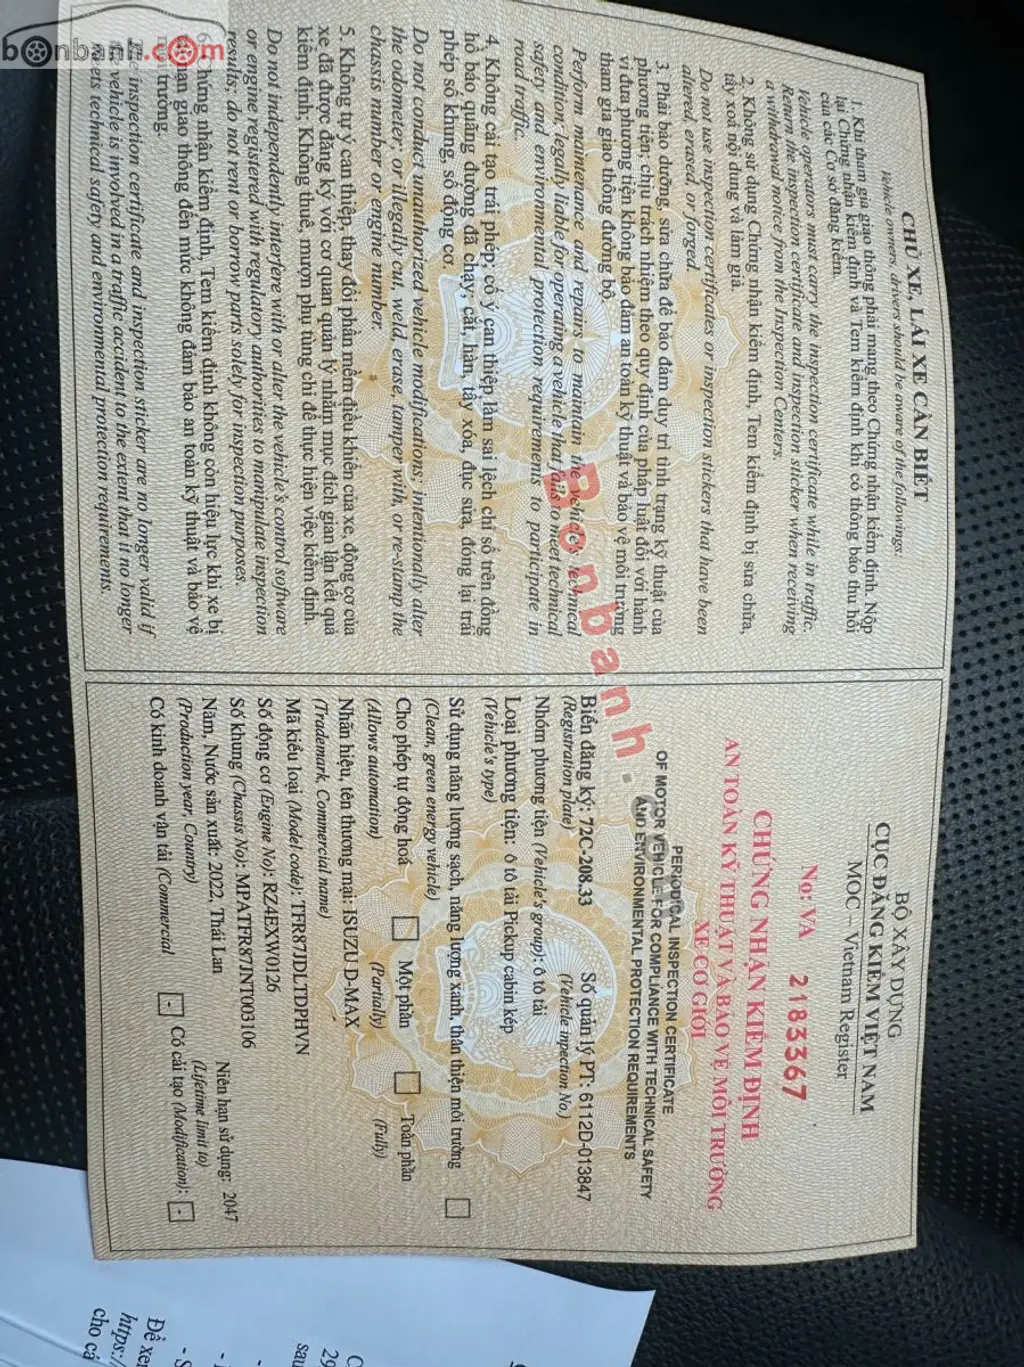 bonbanh.com
CHỦ XE, LÁI XE CẦN BIẾT
Vehicle owners, drivers should be aware of the followings:
1. Khi tham gia giao thông phải mang theo Chứng nhận kiểm định. Nộp
lại Chứng nhận kiểm định và Tem kiểm định khi có thông báo thu hồi
của các Cơ sở đăng kiểm.
Vehicle operators must carry the inspection certificate while in traffic.
Return the inspection certificate and inspection sticker when receiving
a withdrawal notice from the Inspection Centers.
2. Không sử dụng Chứng nhận kiểm định, Tem kiểm định bị sửa chữa,
tẩy xoá nội dung và làm giả.
Do not use inspection certificates or inspection stickers that have been
altered, erased, or forged.
3. Phải bảo dưỡng, sửa chữa để bảo đảm duy trì tình trạng kỹ thuật của
phương tiện, chịu trách nhiệm theo quy định của pháp luật đối với hành
vi đưa phương tiện không bảo đảm an toàn kỹ thuật và bảo vệ môi trường
tham gia giao thông đường bộ.
Perform maintenance and repairs to maintain the vehicle's technical
condition; legally liable for operating a vehicle that fails to meet technical
safety and environmental protection requirements to participate in
road traffic.
4. Không cải tạo trái phép; cố ý can thiệp làm sai lệch chỉ số trên đồng
hồ báo quãng đường đã chạy, cắt, hàn, tẩy xóa, đục sửa, đóng lại trái
phép số khung, số động cơ.
Do not conduct unauthorized vehicle modifications; intentionally alter
the odometer; or illegally cut, weld, erase, tamper with, or re-stamp the
chassis number or engine number.
5. Không tự ý can thiệp, thay đổi phần mềm điều khiển của xe, động cơ của
xe đã được đăng ký với cơ quan quản lý nhằm mục đích gian lận kết quả
kiểm định; Không thuê, mượn phụ tùng chỉ để thực hiện việc kiểm định.
Do not independently interfere with or alter the vehicle's control software
or engine registered with regulatory authorities to manipulate inspection
results; do not rent or borrow parts solely for inspection purposes.
6. Chứng nhận kiểm định, Tem kiểm định không còn hiệu lực khi xe bị
nạn giao thông đến mức không đảm bảo an toàn kỹ thuật và bảo vệ
trường.
inspection certificate and inspection sticker are no longer valid if
vehicle is involved in a traffic accident to the extent that it no longer
meets technical safety and environmental protection requirements.
Bonbanh.com
BỘ XÂY DỰNG
CỤC ĐĂNG KIỂM VIỆT NAM
MOC – Vietnam Register
No: VA 2183367
CHỨNG NHẬN KIỂM ĐỊNH
AN TOÀN KỸ THUẬT VÀ BẢO VỆ MÔI TRƯỜNG
XE CƠ GIỚI
PERIODICAL INSPECTION CERTIFICATE
OF MOTOR VEHICLE FOR COMPLIANCE WITH TECHNICAL SAFETY
AND ENVIRONMENTAL PROTECTION REQUIREMENTS
Biển đăng ký: 72C-208.33 Số quản lý PT: 6112D-013847
(Registration plate) (Vehicle inpection No.)
Nhóm phương tiện (Vehicle's group): ô tô tải
Loại phương tiện: ô tô tải Pickup cabin kép
(Vehicle's type)
Sử dụng năng lượng sạch, năng lượng xanh, thân thiện môi trường
(Clean, green energy vehicle)
Cho phép tự động hoá Một phần Toàn phần
(Allows automation) (Partially) (Fully)
Nhãn hiệu, tên thương mại: ISUZU D-MAX
(Trademark, Commercial name)
Mã kiểu loại (Model code): TFR87JDLTDPHVN
Số động cơ (Engine No): RZ4EXW0126
Số khung (Chassis No): MPATFR87JNT003106
Năm, Nước sản xuất: 2022, Thái Lan Niên hạn sử dụng: 2047
(Production year, Country) (Lifetime limit to)
Có kinh doanh vận tải (Commercial - Có cải tạo (Modification): -
Để xe
https:/
cho cá